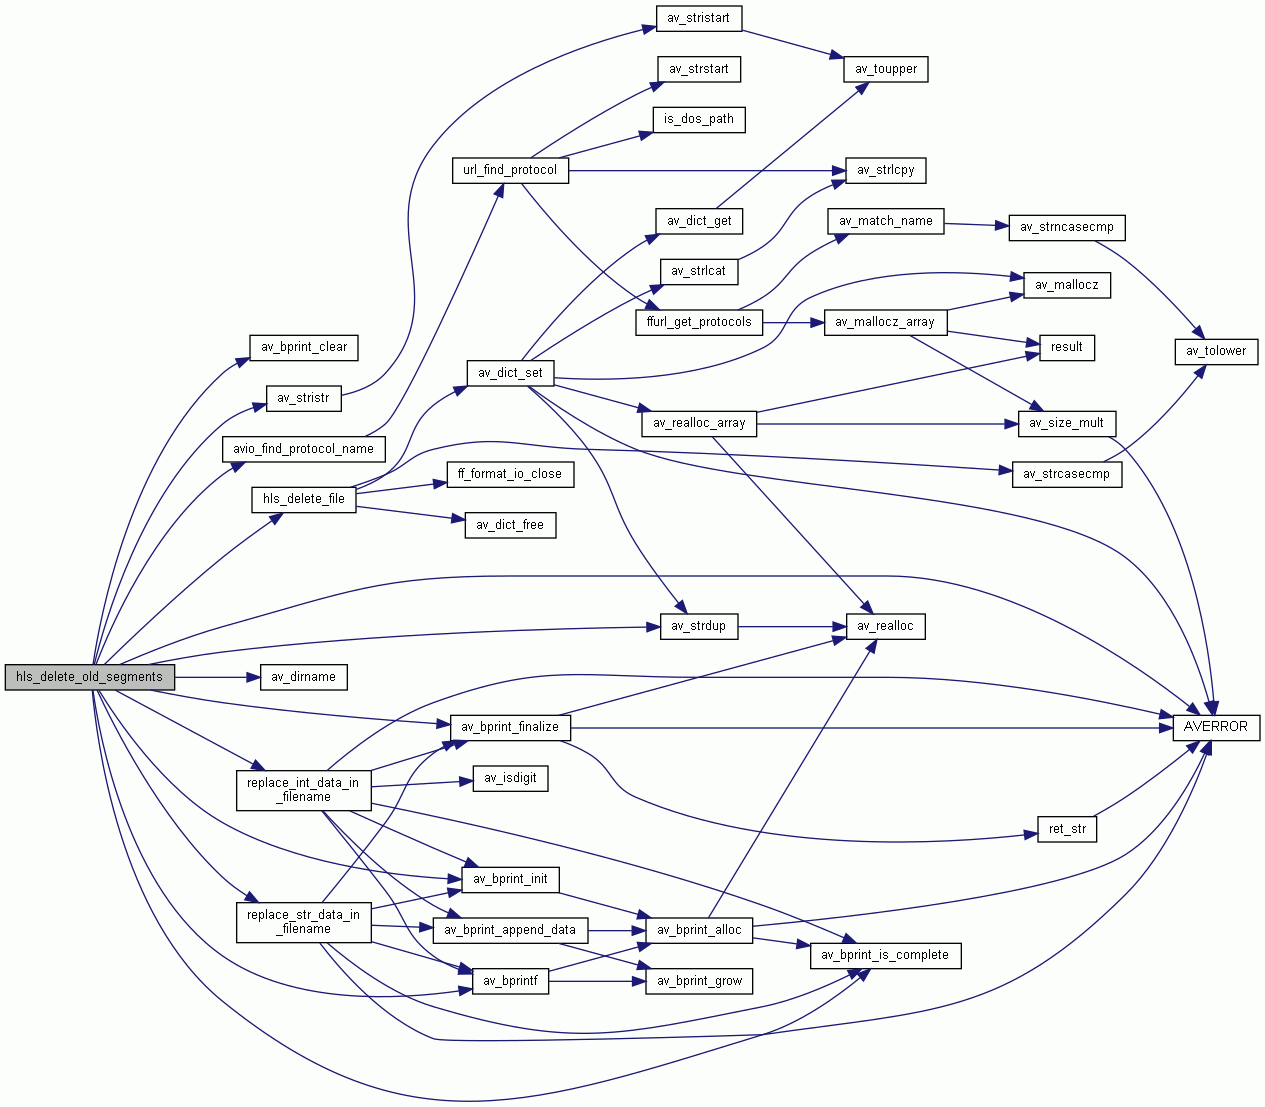 av_stristart
av_strstart
av_toupper
is_dos_path
url_find_protocol
av_strlcpy
av_dict_get
av_match_name
av_strncasecmp
av_strlcat
av_mallocz
ffurl_get_protocols
av_mallocz_array
av_bprint_clear
result
av_tolower
av_dict_set
av_stristr
av_realloc_array
av_size_mult
avio_find_protocol_name
ff_format_io_close
av_strcasecmp
hls_delete_file
av_dict_free
av_strdup
av_realloc
hls_delete_old_segments
av_dirname
av_bprint_finalize
AVERROR
replace_int_data_in
_filename
av_isdigit
ret_str
av_bprint_init
replace_str_data_in
_filename
av_bprint_append_data
av_bprint_alloc
av_bprint_is_complete
av_bprintf
av_bprint_grow